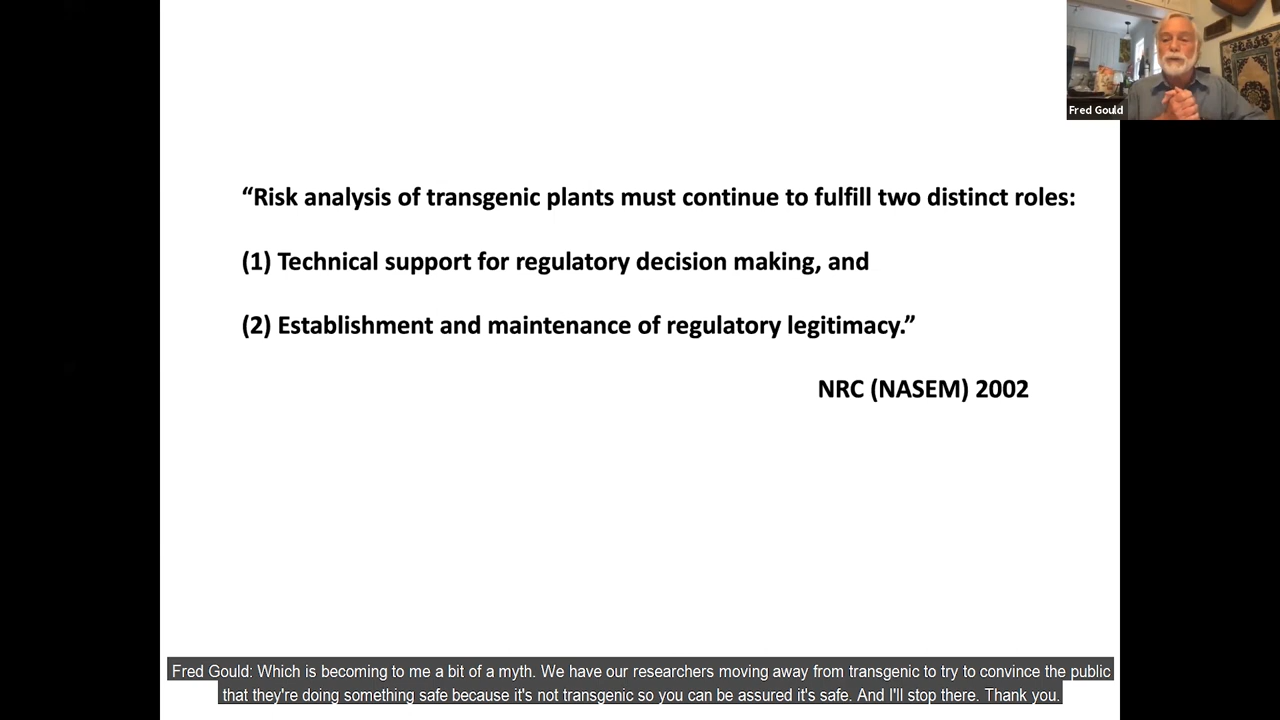 Fred Gould
“Risk analysis of transgenic plants must continue to fulfill two distinct roles:
(1) Technical support for regulatory decision making, and
(2) Establishment and maintenance of regulatory legitimacy.”
NRC (NASEM) 2002
Fred Gould: Which is becoming to me a bit of a myth. We have our researchers moving away from transgenic to try to convince the public
that they're doing something safe because it's not transgenic so you can be assured it's safe. And I'll stop there. Thank you.